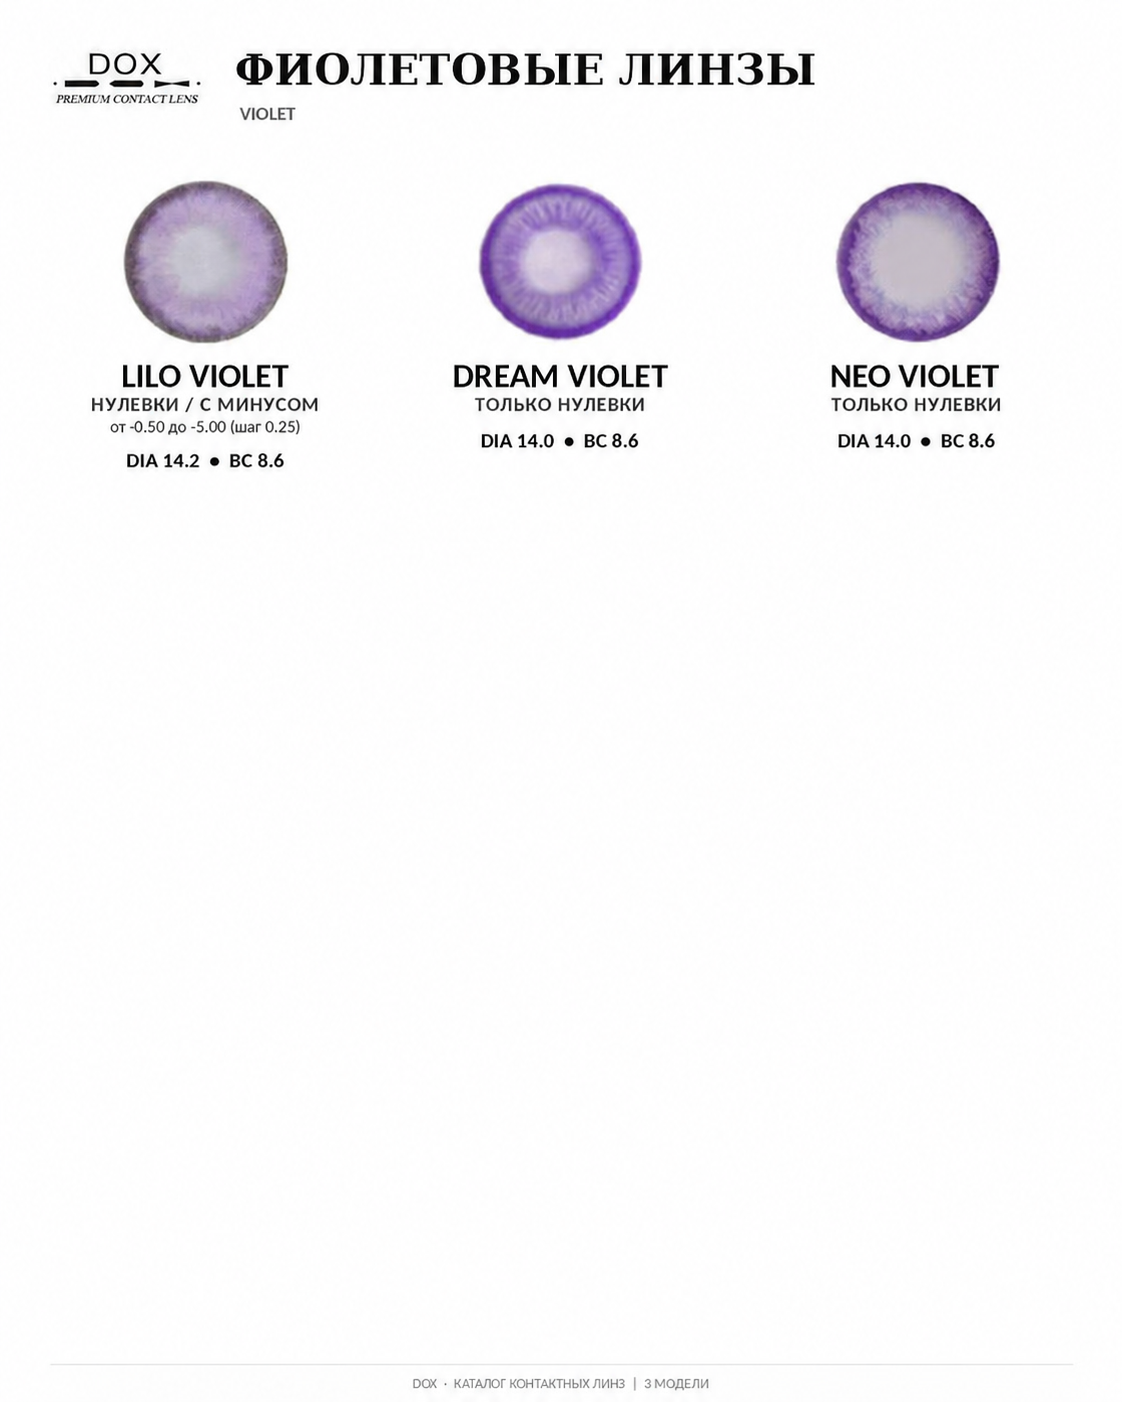 DOX
PREMIUM CONTACT LENS
ФИОЛЕТОВЫЕ ЛИНЗЫ
VIOLET
LILO VIOLET
НУЛЕВКИ / С МИНУСОМ
от -0.50 до -5.00 (шаг 0.25)
DIA 14.2 ● BC 8.6
DREAM VIOLET
ТОЛЬКО НУЛЕВКИ
DIA 14.0 ● BC 8.6
NEO VIOLET
ТОЛЬКО НУЛЕВКИ
DIA 14.0 ● BC 8.6
DOX · КАТАЛОГ КОНТАКТНЫХ ЛИНЗ | 3 МОДЕЛИ